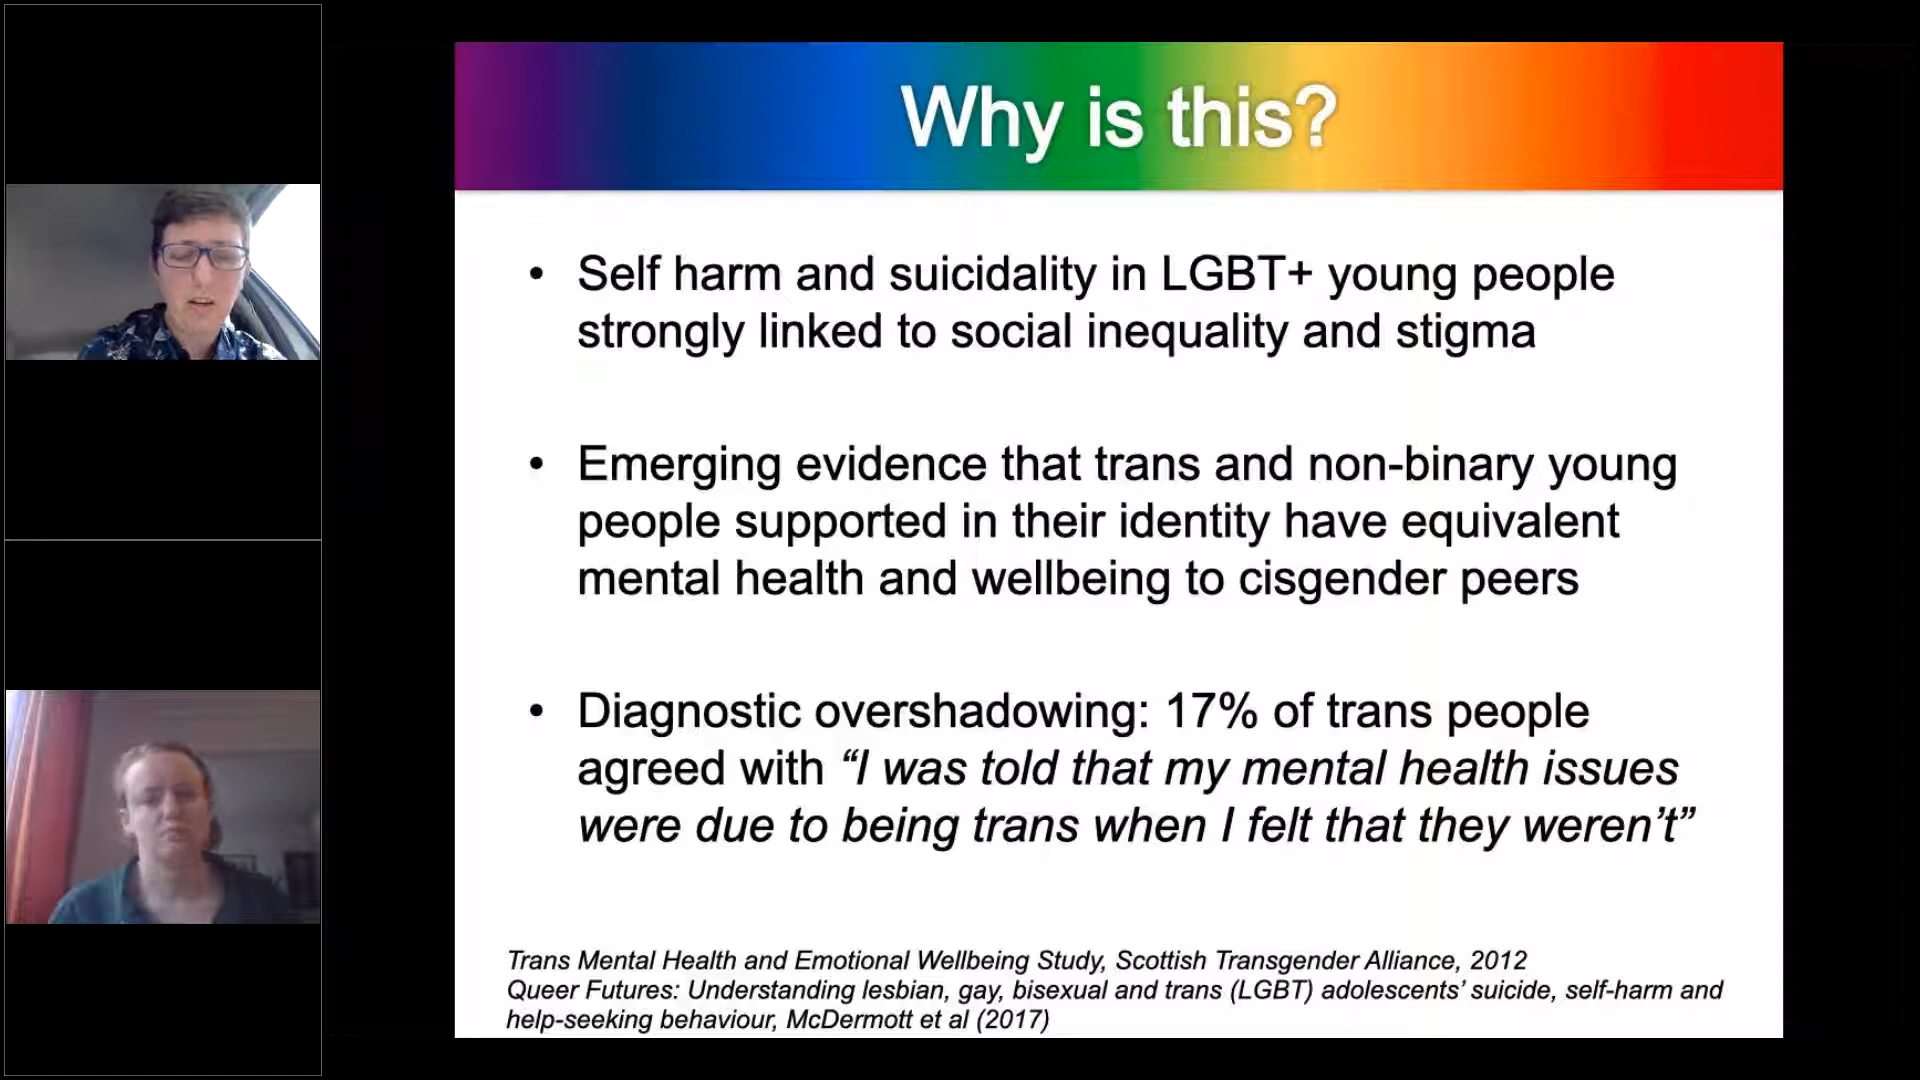 Why is this?
• Self harm and suicidality in LGBT+ young people
strongly linked to social inequality and stigma
• Emerging evidence that trans and non-binary young
people supported in their identity have equivalent
mental health and wellbeing to cisgender peers
• Diagnostic overshadowing: 17% of trans people
agreed with “I was told that my mental health issues
were due to being trans when I felt that they weren’t”
Trans Mental Health and Emotional Wellbeing Study, Scottish Transgender Alliance, 2012
Queer Futures: Understanding lesbian, gay, bisexual and trans (LGBT) adolescents’ suicide, self-harm and
help-seeking behaviour, McDermott et al (2017)